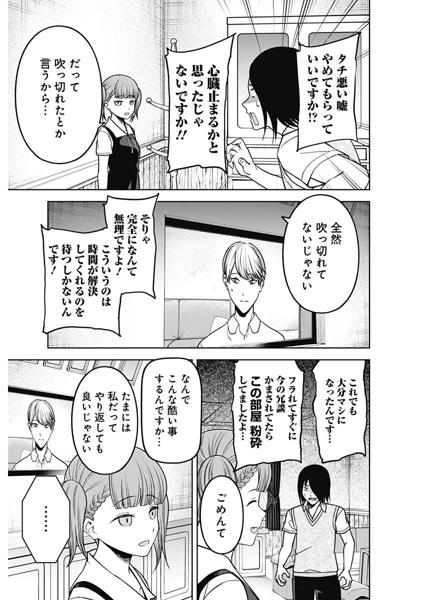 タチ悪い嘘
やめてもらって
いいですか!?
心臓止まるかと
思ったじゃ
ないですか!!
だって
吹っ切れたとか
言うから…
全然
吹っ切れて
ないじゃない
そりゃ
完全になんて
無理ですよ!
こういうのは
時間が解決
してくれるのを
待つしかないん
です!
これでも
大分マシに
なったんです…
フラれてすぐに
今の冗談
かまされてたら
この部屋 粉砕
してましたよ…
ごめんて
なんで
こんな酷い事
するんですか…
たまには
私だって
やり返しても
良いじゃない
……